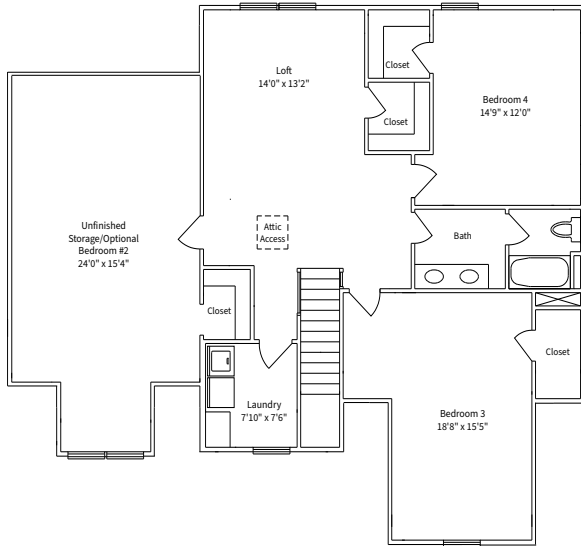 Loft
14'0" x 13'2"
Closet
Bedroom 4
14'9" x 12'0"
Closet
Unfinished
Storage/Optional
Bedroom #2
24'0" x 15'4"
Attic
Access
Bath
Closet
Closet
Laundry
7'10" x 7'6"
Bedroom 3
18'8" x 15'5"